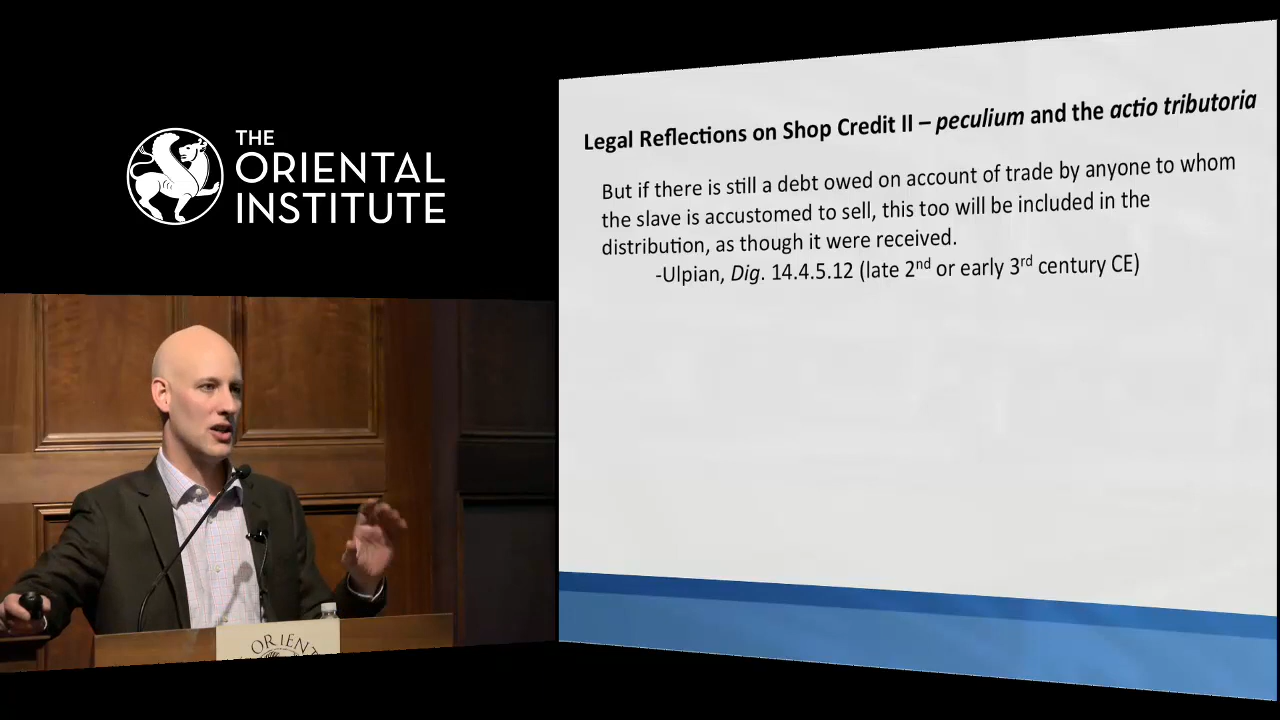 THE
ORIENTAL
INSTITUTE
Legal Reflections on Shop Credit II – peculium and the actio tributoria
But if there is still a debt owed on account of trade by anyone to whom
the slave is accustomed to sell, this too will be included in the
distribution, as though it were received.
-Ulpian, Dig. 14.4.5.12 (late 2nd or early 3rd century CE)
ORIENT